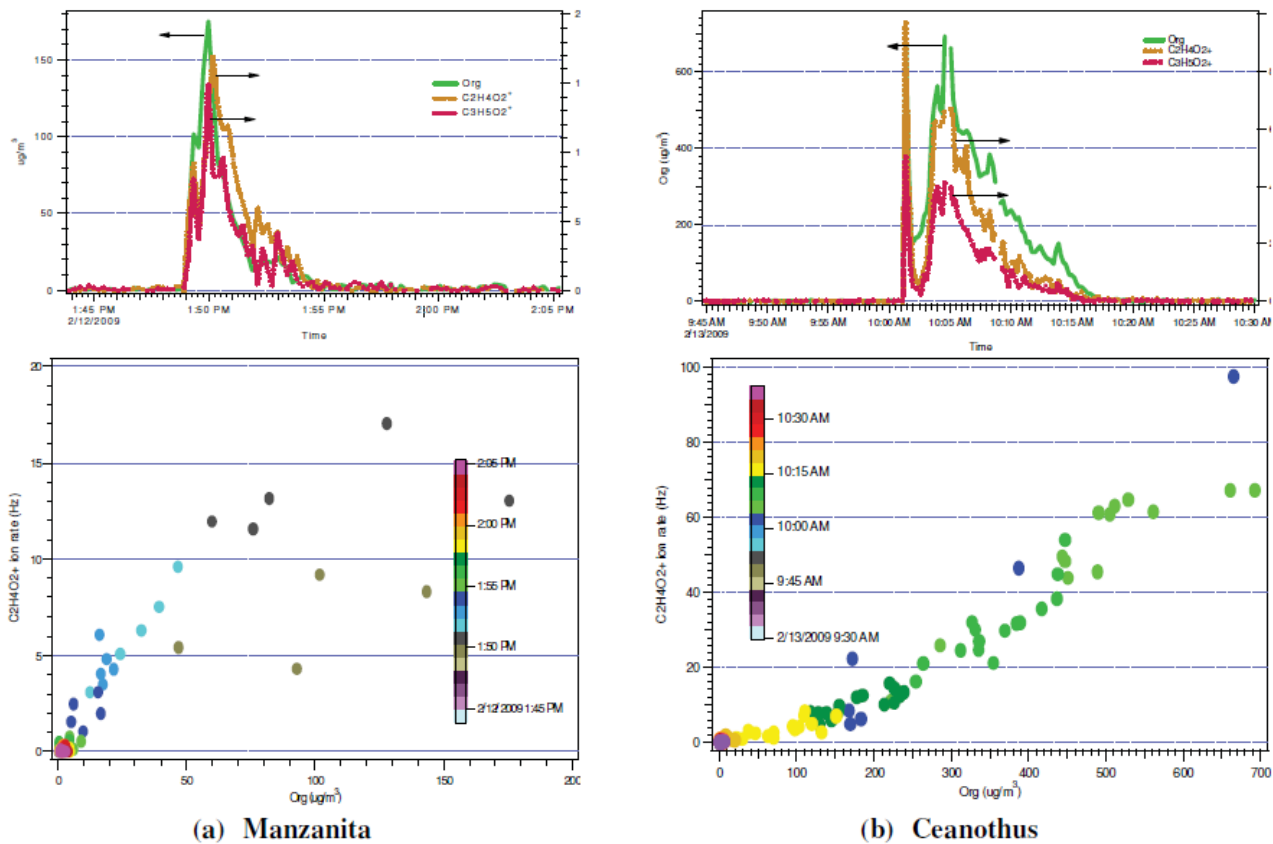 2
150
100
50
0
ug/m³
1
1
5
0
Org
C2H4O2⁺
C3H5O2⁺
1:45 PM
2/12/2009
1:50 PM
1:55 PM
2:00 PM
2:05 PM
Time
600
400
200
0
Org (ug/m³)
Org
C2H4O2+
C3H5O2+
9:45 AM
2/13/2009
9:50 AM
9:55 AM
10:00 AM
10:05 AM
10:10 AM
10:15 AM
10:20 AM
10:25 AM
10:30 AM
Time
20
15
10
5
0
C2H4O2+ ion rate (Hz)
2:05 PM
2:00 PM
1:55 PM
1:50 PM
2/12/2009 1:45 PM
0
50
100
150
200
Org (ug/m³)
100
80
60
40
20
0
C2H4O2+ ion rate (Hz)
10:30 AM
10:15 AM
10:00 AM
9:45 AM
2/13/2009 9:30 AM
0
100
200
300
400
500
600
700
Org (ug/m³)
(a) Manzanita
(b) Ceanothus